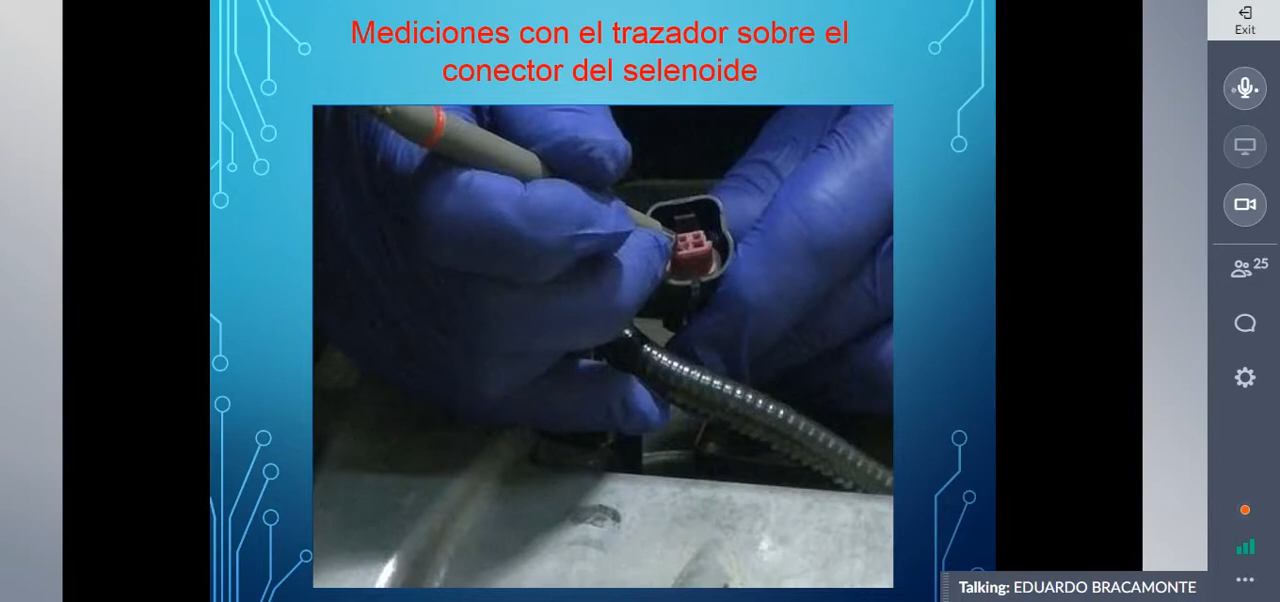 Mediciones con el trazador sobre el
conector del selenoide
Exit
25
Talking: EDUARDO BRACAMONTE